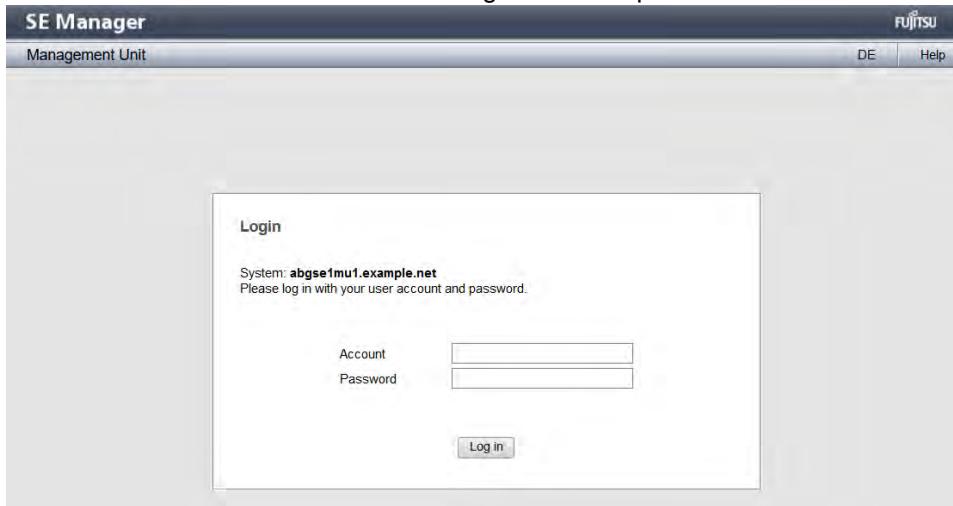 SE Manager FUJITSU
Management Unit DE Help
Login
System: abgse1mu1.example.net
Please log in with your user account and password.
Account
Password
Log in